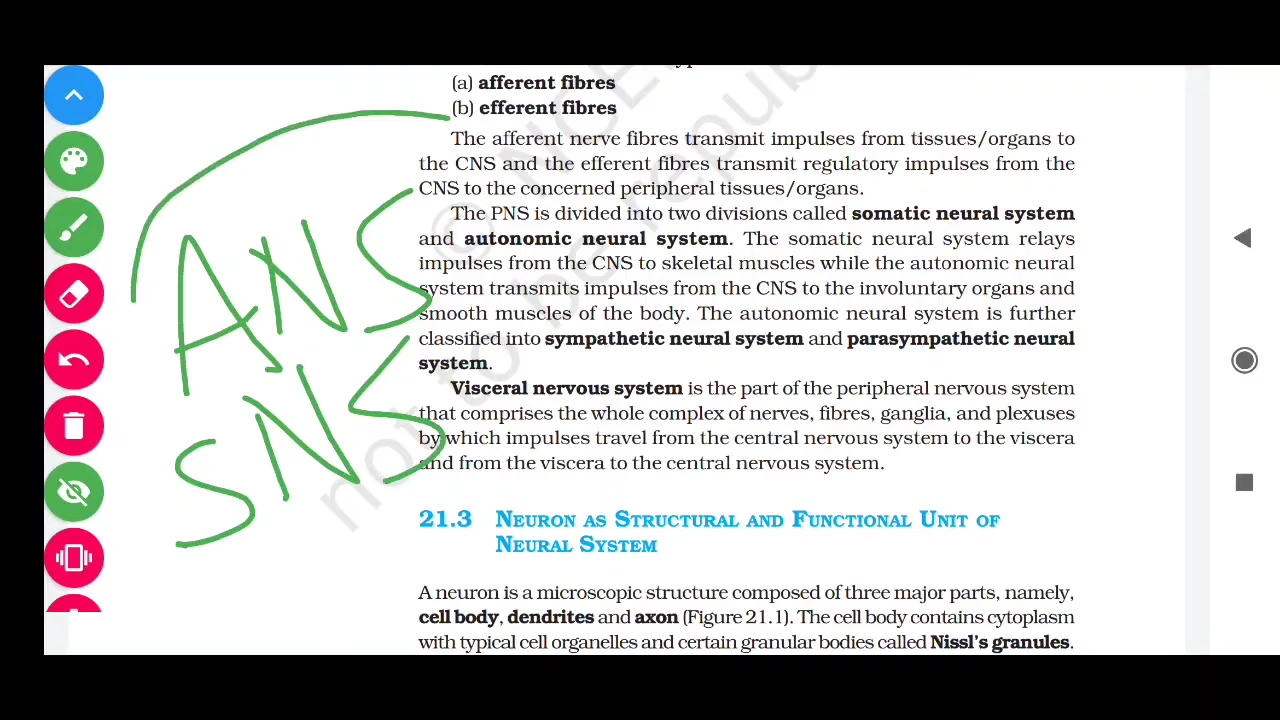 (a) afferent fibres
(b) efferent fibres
The afferent nerve fibres transmit impulses from tissues/organs to
the CNS and the efferent fibres transmit regulatory impulses from the
CNS to the concerned peripheral tissues/organs.
The PNS is divided into two divisions called somatic neural system
and autonomic neural system. The somatic neural system relays
impulses from the CNS to skeletal muscles while the autonomic neural
system transmits impulses from the CNS to the involuntary organs and
smooth muscles of the body. The autonomic neural system is further
classified into sympathetic neural system and parasympathetic neural
system.
Visceral nervous system is the part of the peripheral nervous system
that comprises the whole complex of nerves, fibres, ganglia, and plexuses
by which impulses travel from the central nervous system to the viscera
and from the viscera to the central nervous system.
ANS
SNS
21.3 NEURON AS STRUCTURAL AND FUNCTIONAL UNIT OF
NEURAL SYSTEM
A neuron is a microscopic structure composed of three major parts, namely,
cell body, dendrites and axon (Figure 21.1). The cell body contains cytoplasm
with typical cell organelles and certain granular bodies called Nissl's granules.
© NCE
not to be republ